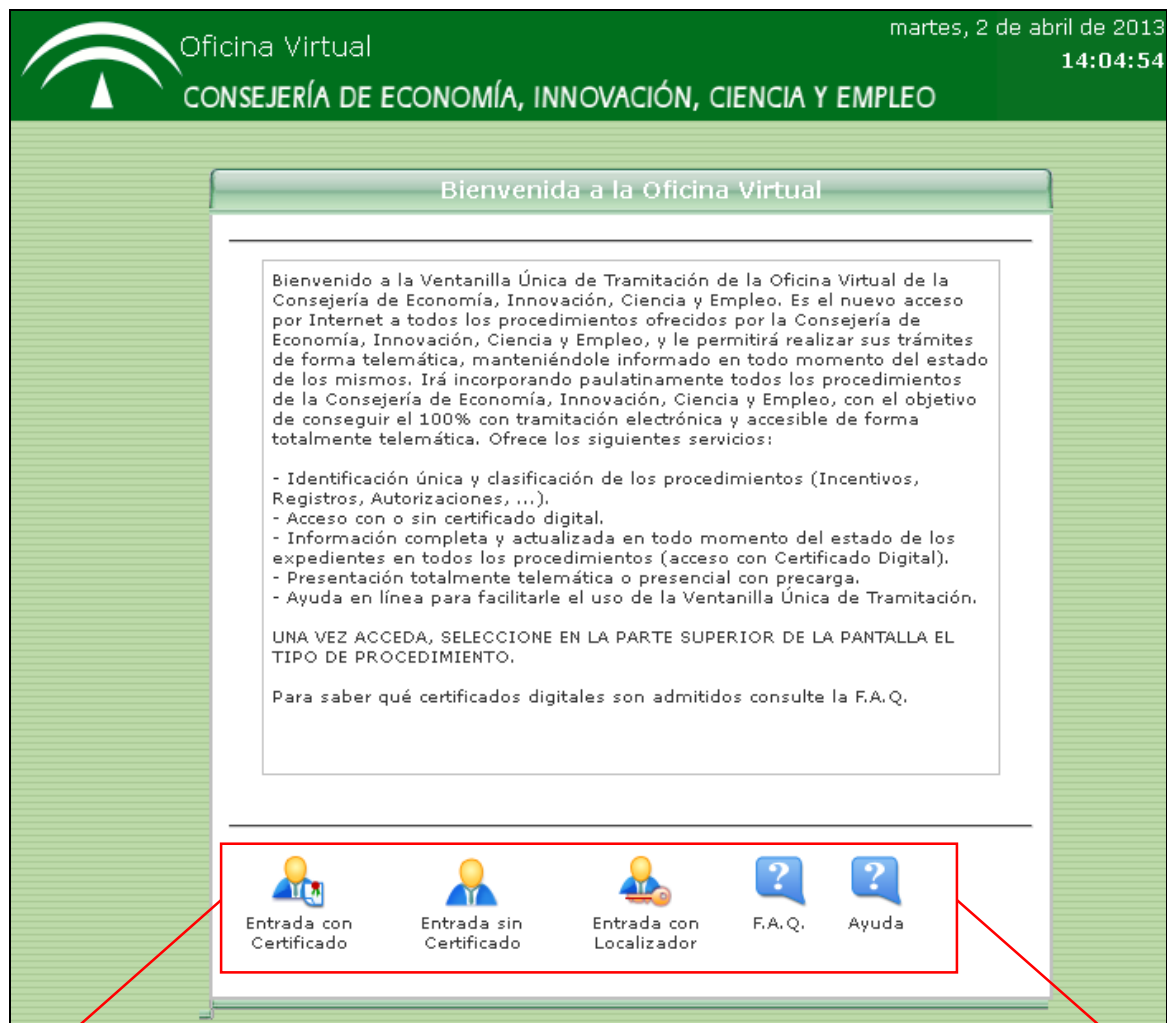 Oficina Virtual
martes, 2 de abril de 2013
14:04:54
CONSEJERÍA DE ECONOMÍA, INNOVACIÓN, CIENCIA Y EMPLEO
Bienvenida a la Oficina Virtual
Bienvenido a la Ventanilla Única de Tramitación de la Oficina Virtual de la
Consejería de Economía, Innovación, Ciencia y Empleo. Es el nuevo acceso
por Internet a todos los procedimientos ofrecidos por la Consejería de
Economía, Innovación, Ciencia y Empleo, y le permitirá realizar sus trámites
de forma telemática, manteniéndole informado en todo momento del estado
de los mismos. Irá incorporando paulatinamente todos los procedimientos
de la Consejería de Economía, Innovación, Ciencia y Empleo, con el objetivo
de conseguir el 100% con tramitación electrónica y accesible de forma
totalmente telemática. Ofrece los siguientes servicios:
- Identificación única y clasificación de los procedimientos (Incentivos,
Registros, Autorizaciones, ...).
- Acceso con o sin certificado digital.
- Información completa y actualizada en todo momento del estado de los
expedientes en todos los procedimientos (acceso con Certificado Digital).
- Presentación totalmente telemática o presencial con precarga.
- Ayuda en línea para facilitarle el uso de la Ventanilla Única de Tramitación.
UNA VEZ ACCEDA, SELECCIONE EN LA PARTE SUPERIOR DE LA PANTALLA EL
TIPO DE PROCEDIMIENTO.
Para saber qué certificados digitales son admitidos consulte la F.A.Q.
Entrada con
Certificado
Entrada sin
Certificado
Entrada con
Localizador
F.A.Q.
Ayuda